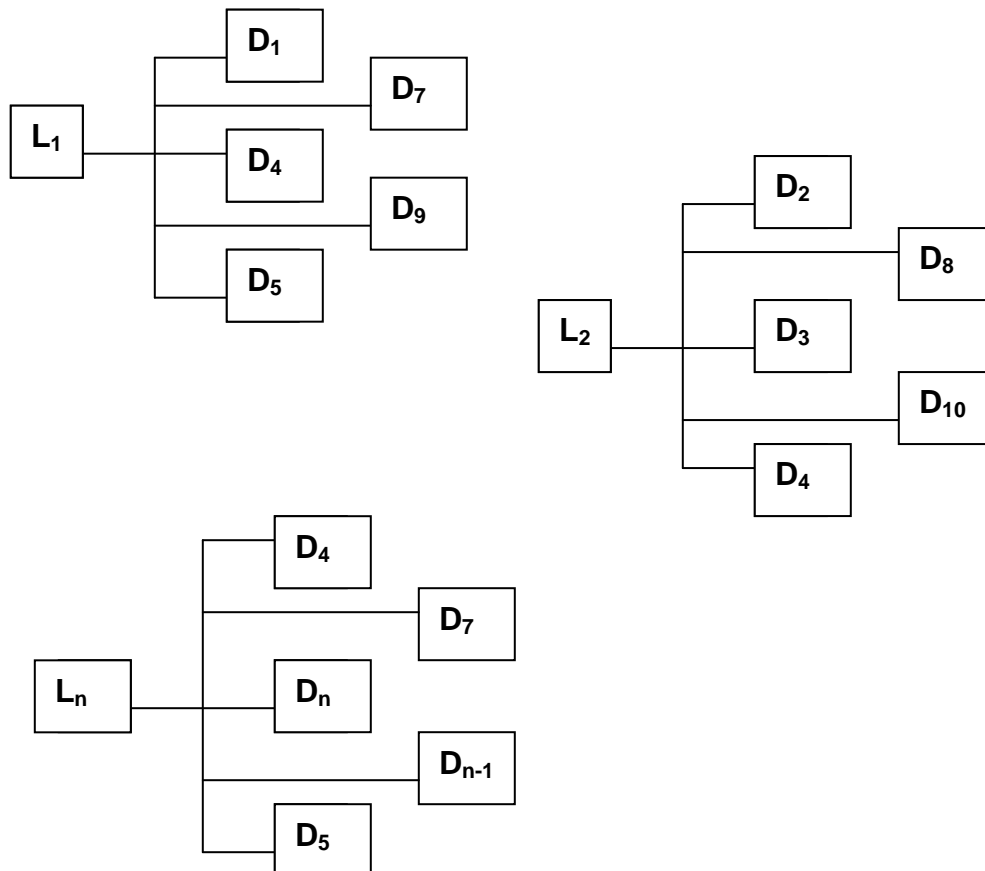 D₁
D₇
L₁
D₄
D₉
D₅
D₂
D₈
L₂
D₃
D₁₀
D₄
D₄
D₇
Lₙ
Dₙ
Dₙ₋₁
D₅